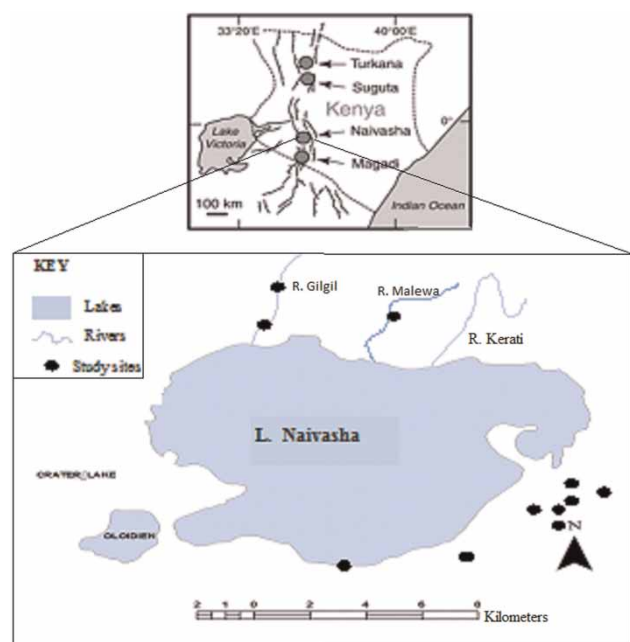 33°20'
40°00'E
Turkana
Suguta
Kenya
Naivasha
0°
Lake
Victoria
Magadi
Indian Ocean
100 km
KEY
Lakes
Rivers
Study sites
R. Gilgil
R. Malewa
R. Kerati
L. Naivasha
CRATER LAKE
OLOIDIEN
N
2 0 2 4 6 8
Kilometers